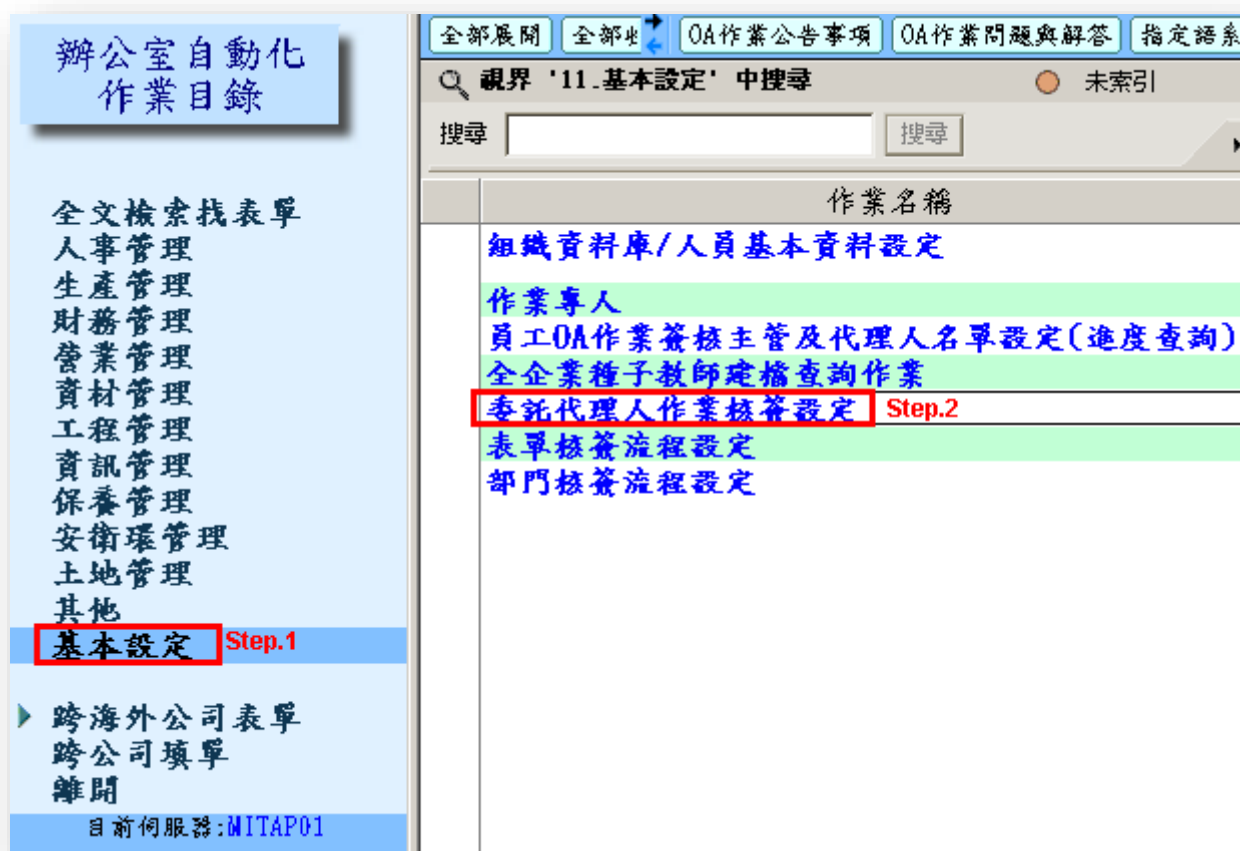 辦公室自動化
作業目錄
全文檢索找表單
人事管理
生產管理
財務管理
營業管理
資材管理
工程管理
資訊管理
保養管理
安衛環管理
土地管理
其他
基本設定 Step.1
跨海外公司表單
跨公司填單
離開
目前伺服器:MITAP01
全部展開 全部 OA作業公告事項 OA作業問題與解答 指定語系
視界 '11.基本設定' 中搜尋 未索引
搜尋 搜尋
作業名稱
組織資料庫/人員基本資料設定
作業專人
員工OA作業簽核主管及代理人名單設定(進度查詢)
全企業種子教師建檔查詢作業
委託代理人作業核簽設定 Step.2
表單核簽流程設定
部門核簽流程設定